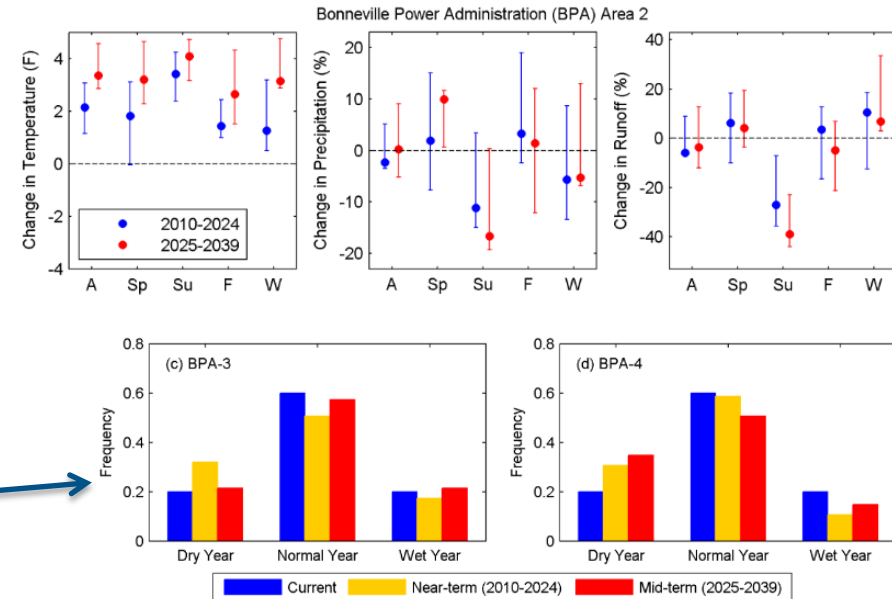 Bonneville Power Administration (BPA) Area 2
Change in Temperature (F)
4
2
0
2
-4
A Sp Su F W
2010-2024
2025-2039
Change in Precipitation (%)
20
10
0
-10
-20
A Sp Su F W
Change in Runoff (%)
40
20
0
-20
-40
A Sp Su F W
(c) BPA-3
Frequency
0.8
0.6
0.4
0.2
0
Dry Year Normal Year Wet Year
(d) BPA-4
Frequency
0.8
0.6
0.4
0.2
0
Dry Year Normal Year Wet Year
Current Near-term (2010-2024) Mid-term (2025-2039)